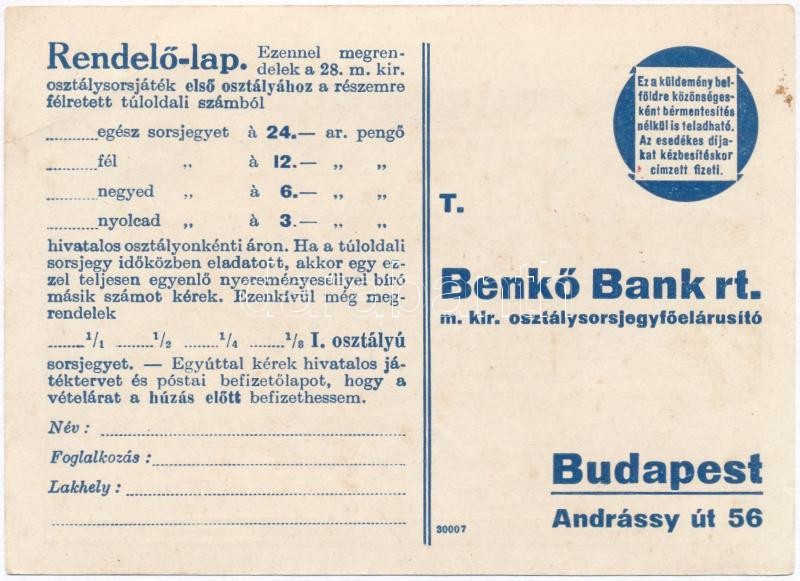 Rendelő-lap. Ezennel megren-
delek a 28. m. kir.
osztálysorsjáték első osztályához a részemre
félretett túloldali számból
........egész sorsjegyet à 24.— ar. pengő
........fél „ à 12.— „ „
........negyed „ à 6.— „ „
........nyolcad „ à 3.— „ „
hivatalos osztályonkénti áron. Ha a túloldali
sorsjegy időközben eladatott, akkor egy ez-
zel teljesen egyenlő nyereményeséllyel bíró
másik számot kérek. Ezenkívül még meg-
rendelek
......¹/₁ ......¹/₂ ......¹/₄ ......¹/₈ I. osztályú
sorsjegyet. — Egyúttal kérek hivatalos já-
téktervet és póstai befizetőlapot, hogy a
vételárat a húzás előtt befizethessem.
Név:
Foglalkozás:
Lakhely:
Ez a küldemény bel-
földre közönséges-
ként bérmentesítés
nélkül is feladható.
Az esedékes díja-
kat kézbesítéskor
címzett fizeti.
T.
Benkő Bank rt.
m. kir. osztálysorsjegyfőelárusító
Budapest
Andrássy út 56
30007